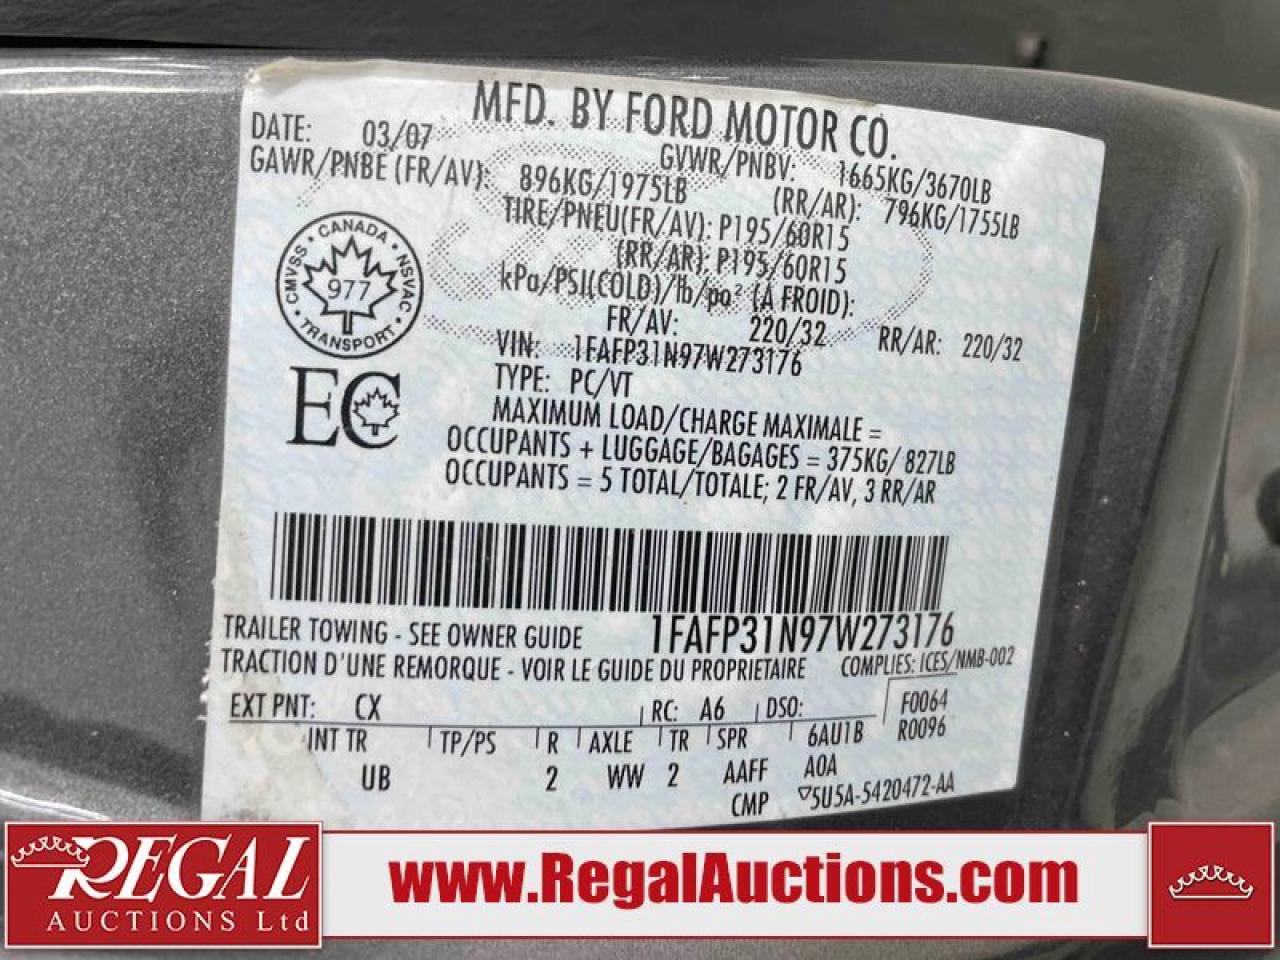 MFD. BY FORD MOTOR CO.
DATE: 03/07 GVWR/PNBV: 1665KG/3670LB
GAWR/PNBE (FR/AV): 896KG/1975LB (RR/AR): 796KG/1755LB
TIRE/PNEU(FR/AV): P195/60R15
(RR/AR): P195/60R15
kPa/PSI(COLD)/lb/po² (A FROID):
FR/AV: 220/32 RR/AR: 220/32
CMVSS • CANADA • NSVAC • TRANSPORT •
977
EC
VIN: 1FAFP31N97W273176
TYPE: PC/VT
MAXIMUM LOAD/CHARGE MAXIMALE =
OCCUPANTS + LUGGAGE/BAGAGES = 375KG/ 827LB
OCCUPANTS = 5 TOTAL/TOTALE; 2 FR/AV, 3 RR/AR
1FAFP31N97W273176
TRAILER TOWING - SEE OWNER GUIDE
TRACTION D'UNE REMORQUE - VOIR LE GUIDE DU PROPRIETAIRE COMPLIES: ICES/NMB-002
EXT PNT: CX RC: A6 DSO: F0064
INT TR TP/PS R AXLE TR SPR 6AU1B R0096
UB 2 WW 2 AAFF A0A
CMP ▽5U5A-5420472-AA
REGAL
AUCTIONS Ltd
www.RegalAuctions.com